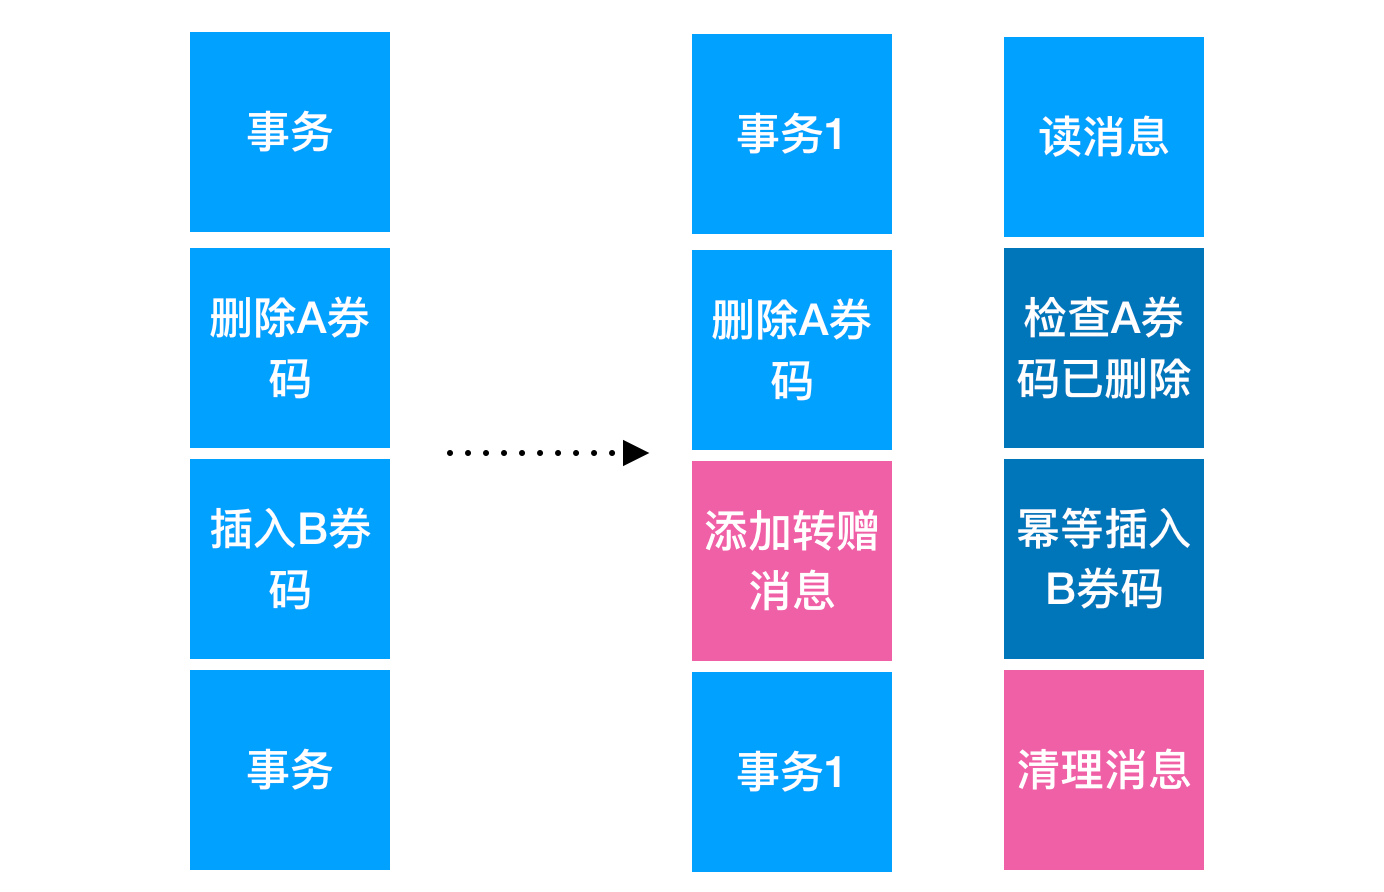 事务
删除A券
码
插入B券
码
事务
事务1
删除A券
码
添加转赠
消息
事务1
读消息
检查A券
码已删除
幂等插入
B券码
清理消息